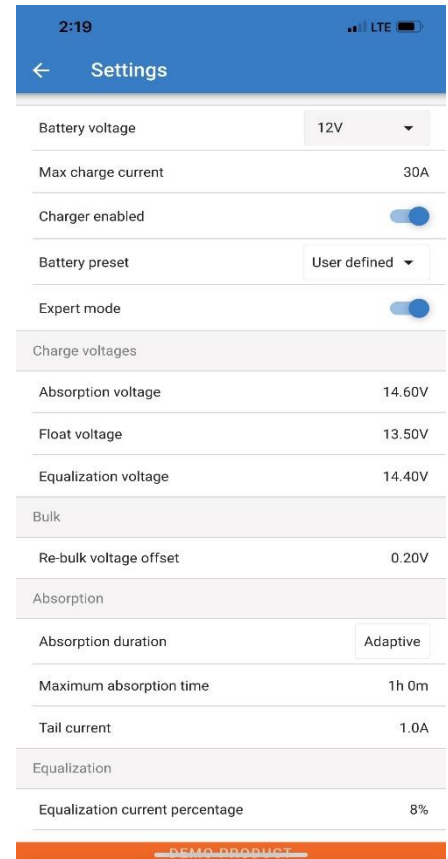 2:19 LTE
Settings
Battery voltage 12V
Max charge current 30A
Charger enabled
Battery preset User defined
Expert mode
Charge voltages
Absorption voltage 14.60V
Float voltage 13.50V
Equalization voltage 14.40V
Bulk
Re-bulk voltage offset 0.20V
Absorption
Absorption duration Adaptive
Maximum absorption time 1h 0m
Tail current 1.0A
Equalization
Equalization current percentage 8%
DEMO PRODUCT